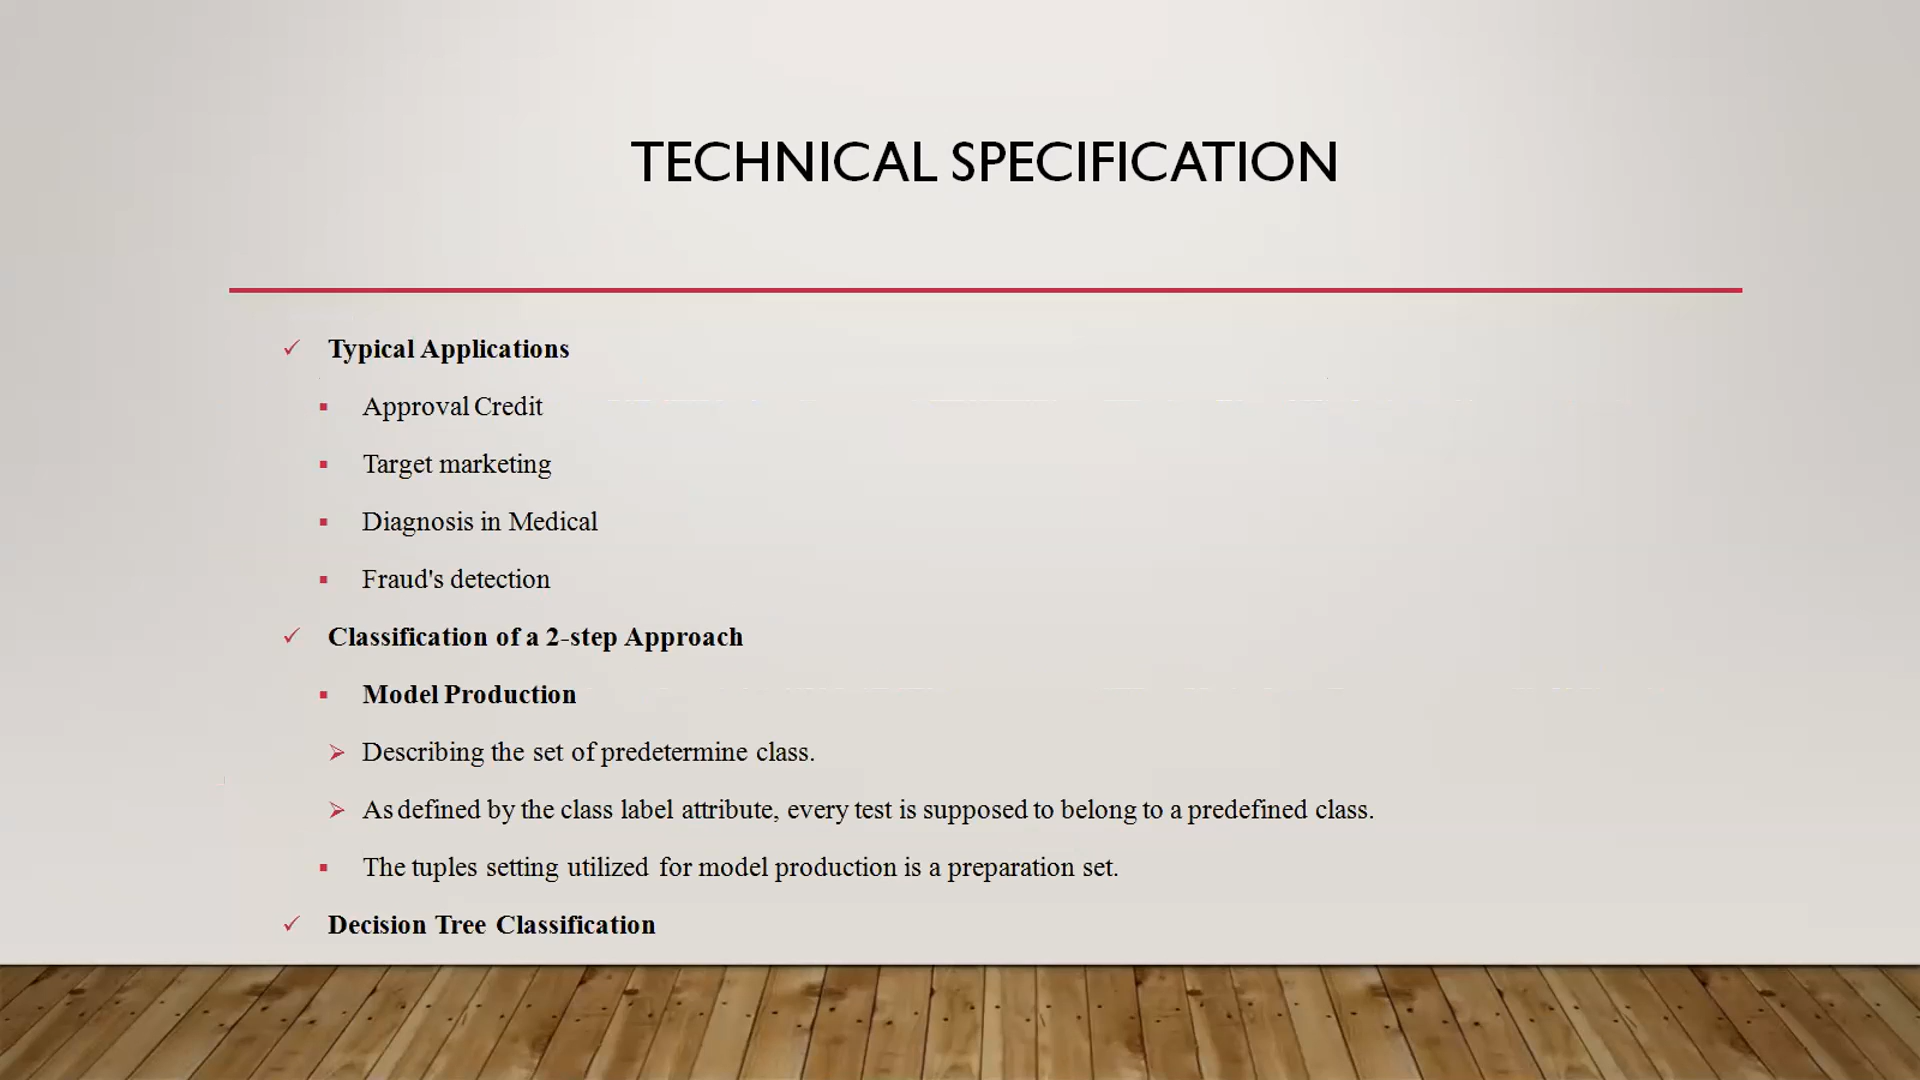 TECHNICAL SPECIFICATION
Typical Applications
Approval Credit
Target marketing
Diagnosis in Medical
Fraud's detection
Classification of a 2-step Approach
Model Production
Describing the set of predetermine class.
As defined by the class label attribute, every test is supposed to belong to a predefined class.
The tuples setting utilized for model production is a preparation set.
Decision Tree Classification